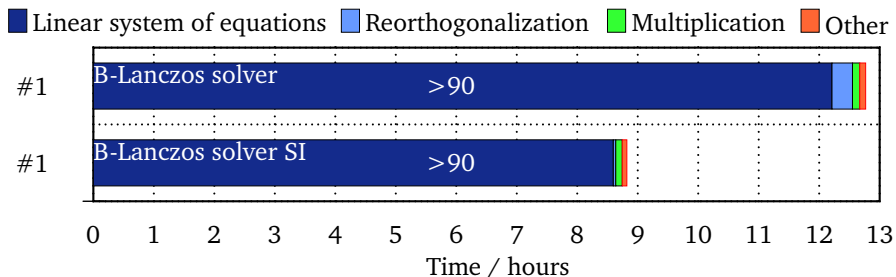 Linear system of equations Reorthogonalization Multiplication Other
#1 B-Lanczos solver >90
#1 B-Lanczos solver SI >90
0 1 2 3 4 5 6 7 8 9 10 11 12 13
Time / hours